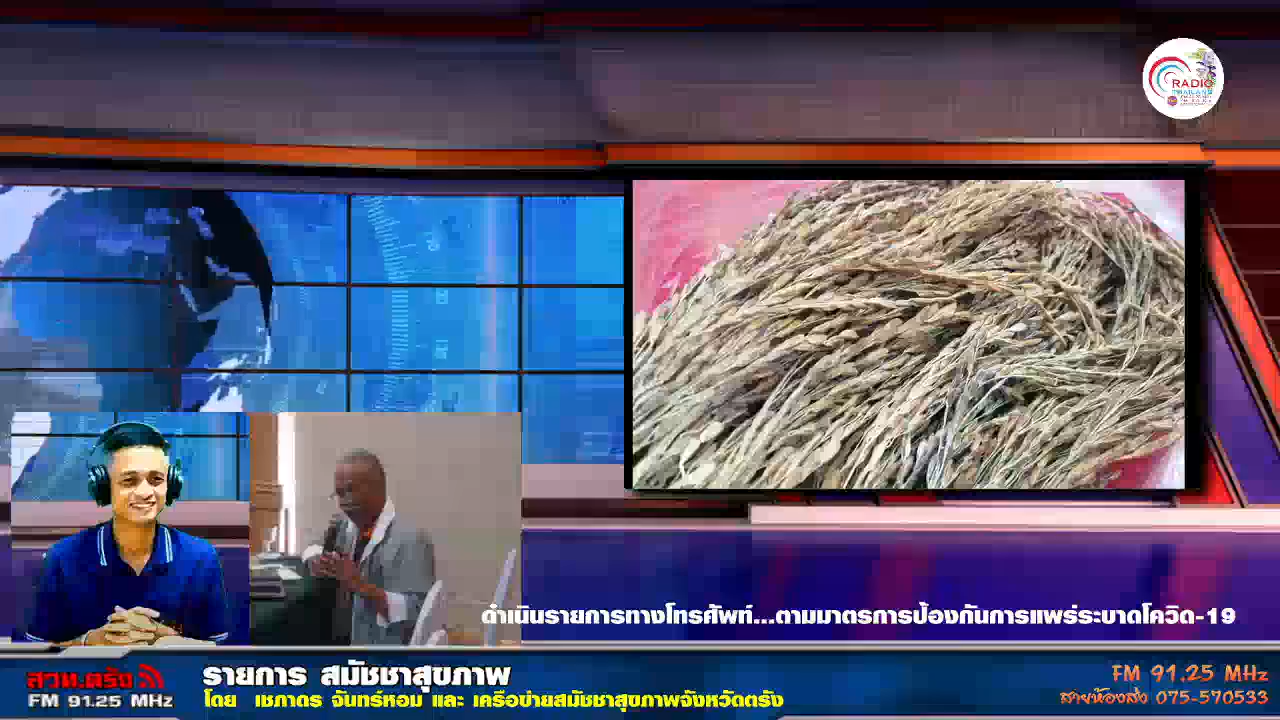 RADIO
THAILAND
ดำเนินรายการทางโทรศัพท์...ตามมาตรการป้องกันการแพร่ระบาดโควิด-19
สวท.ตรัง
FM 91.25 MHz
รายการ สมัชชาสุขภาพ
โดย เชภาดร จันทร์หอม และ เครือข่ายสมัชชาสุขภาพจังหวัดตรัง
FM 91.25 MHz
สายห้องส่ง 075-570533